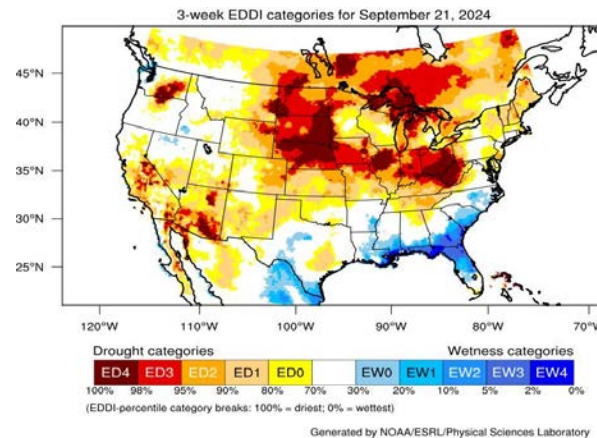 3-week EDDI categories for September 21, 2024
45°N
40°N
35°N
30°N
25°N
120°W 110°W 100°W 90°W 80°W 70°W
Drought categories Wetness categories
ED4 ED3 ED2 ED1 ED0 EW0 EW1 EW2 EW3 EW4
100% 98% 95% 90% 80% 70% 30% 20% 10% 5% 2% 0%
(EDDI-percentile category breaks: 100% = driest; 0% = wettest)
Generated by NOAA/ESRL/Physical Sciences Laboratory